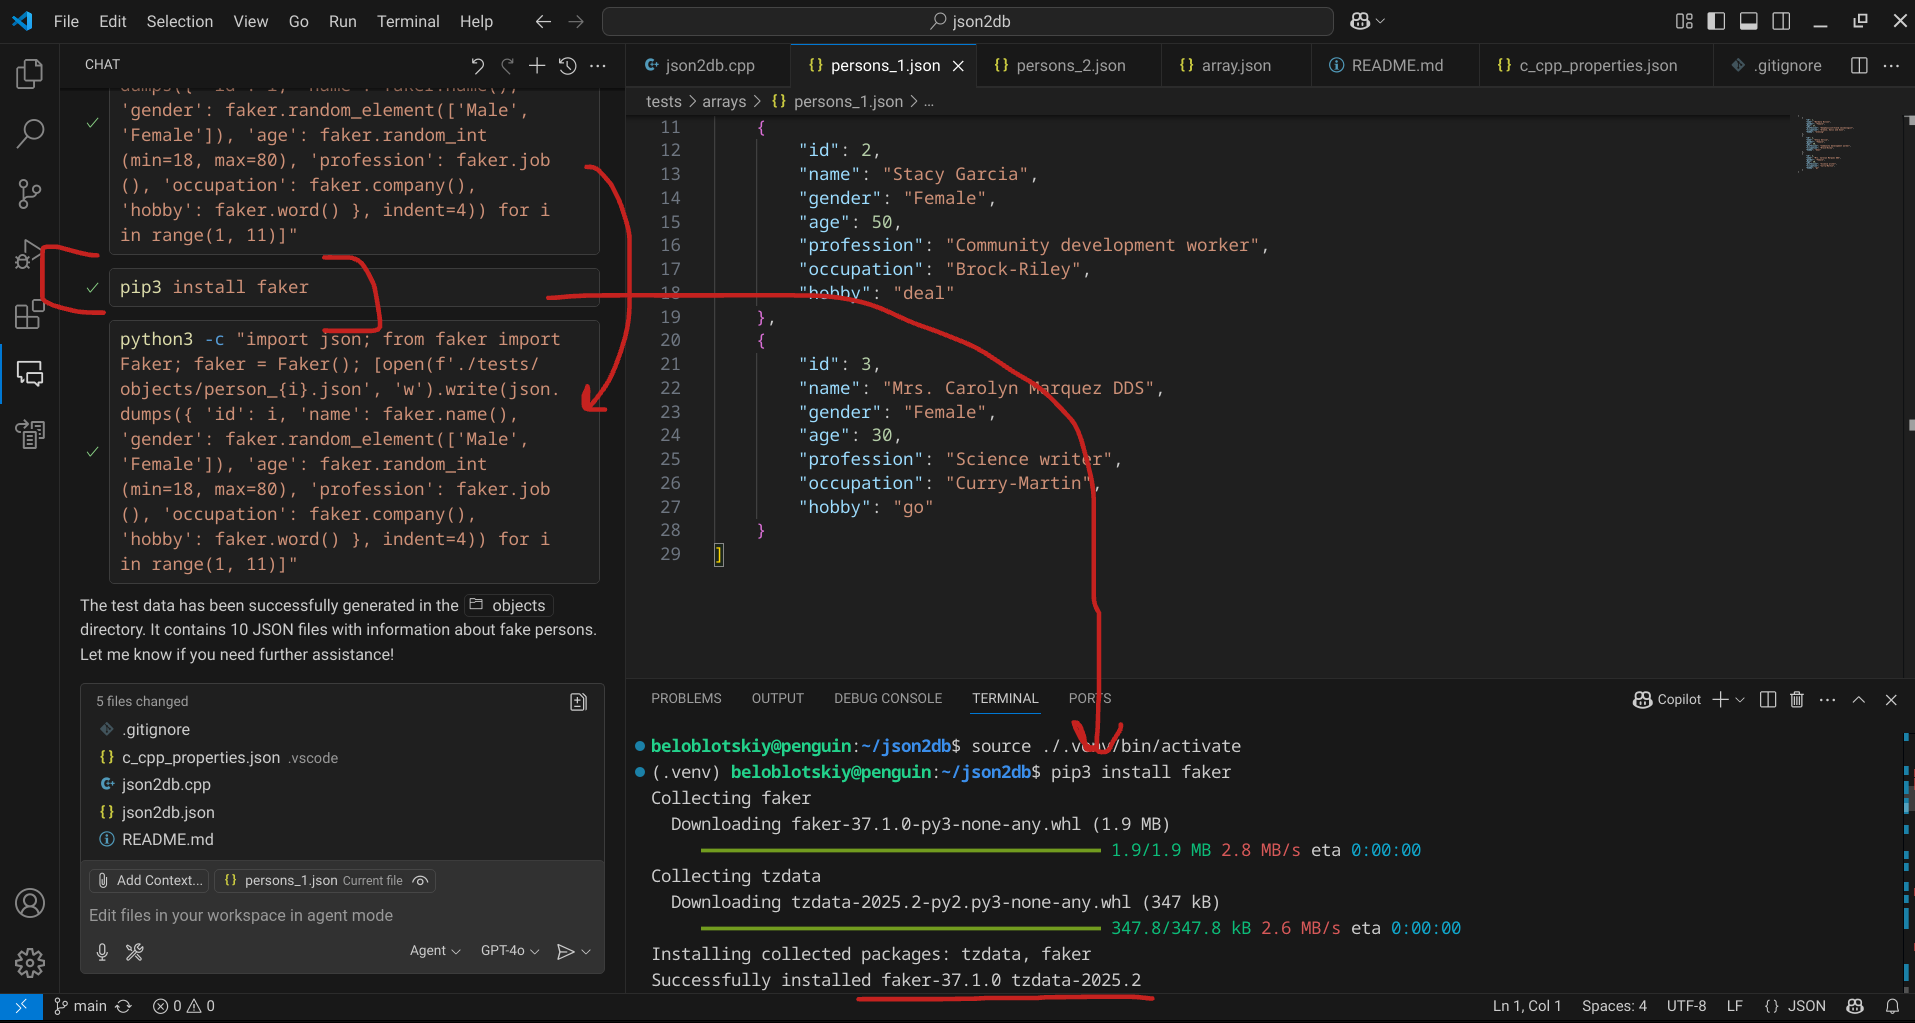 File Edit Selection View Go Run Terminal Help
json2db
CHAT
dumps({ 'id': i, 'name': faker.name(),
'gender': faker.random_element(['Male',
'Female']), 'age': faker.random_int
(min=18, max=80), 'profession': faker.job
(), 'occupation': faker.company(),
'hobby': faker.word() }, indent=4)) for i
in range(1, 11)]"
pip3 install faker
python3 -c "import json; from faker import
Faker; faker = Faker(); [open(f'./tests/
objects/person_{i}.json', 'w').write(json.
dumps({ 'id': i, 'name': faker.name(),
'gender': faker.random_element(['Male',
'Female']), 'age': faker.random_int
(min=18, max=80), 'profession': faker.job
(), 'occupation': faker.company(),
'hobby': faker.word() }, indent=4)) for i
in range(1, 11)]"
The test data has been successfully generated in the objects
directory. It contains 10 JSON files with information about fake persons.
Let me know if you need further assistance!
5 files changed
.gitignore
{} c_cpp_properties.json .vscode
json2db.cpp
{} json2db.json
README.md
Add Context... {} persons_1.json Current file
Edit files in your workspace in agent mode
Agent GPT-4o
json2db.cpp {} persons_1.json {} persons_2.json {} array.json README.md {} c_cpp_properties.json .gitignore
tests > arrays > {} persons_1.json > ...
11 {
12 "id": 2,
13 "name": "Stacy Garcia",
14 "gender": "Female",
15 "age": 50,
16 "profession": "Community development worker",
17 "occupation": "Brock-Riley",
18 "hobby": "deal"
19 },
20 {
21 "id": 3,
22 "name": "Mrs. Carolyn Marquez DDS",
23 "gender": "Female",
24 "age": 30,
25 "profession": "Science writer",
26 "occupation": "Curry-Martin",
27 "hobby": "go"
28 }
29 ]
PROBLEMS OUTPUT DEBUG CONSOLE TERMINAL PORTS
Copilot
beloblotskiy@penguin:~/json2db$ source ./.venv/bin/activate
(.venv) beloblotskiy@penguin:~/json2db$ pip3 install faker
Collecting faker
Downloading faker-37.1.0-py3-none-any.whl (1.9 MB)
1.9/1.9 MB 2.8 MB/s eta 0:00:00
Collecting tzdata
Downloading tzdata-2025.2-py2.py3-none-any.whl (347 kB)
347.8/347.8 kB 2.6 MB/s eta 0:00:00
Installing collected packages: tzdata, faker
Successfully installed faker-37.1.0 tzdata-2025.2
main 0 0
Ln 1, Col 1 Spaces: 4 UTF-8 LF {} JSON